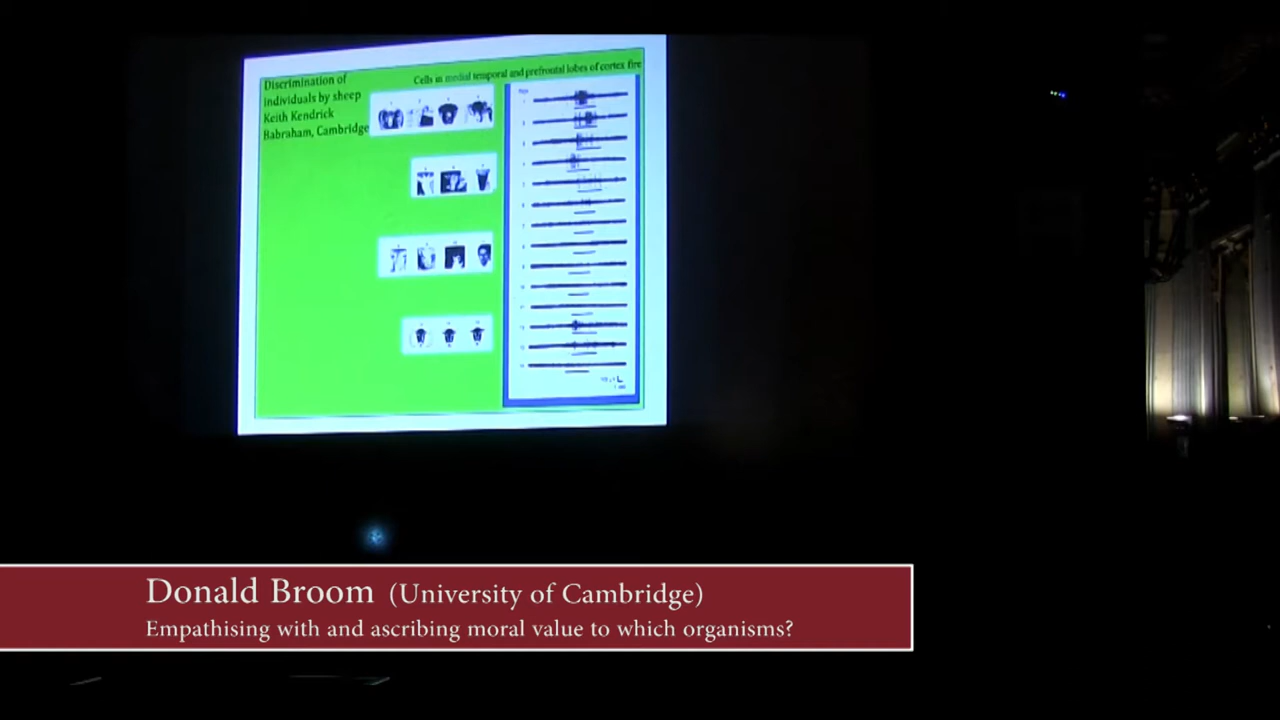 Discrimination of
individuals by sheep
Keith Kendrick
Babraham, Cambridge
Cells in medial temporal and prefrontal lobes of cortex fire
Donald Broom (University of Cambridge)
Empathising with and ascribing moral value to which organisms?